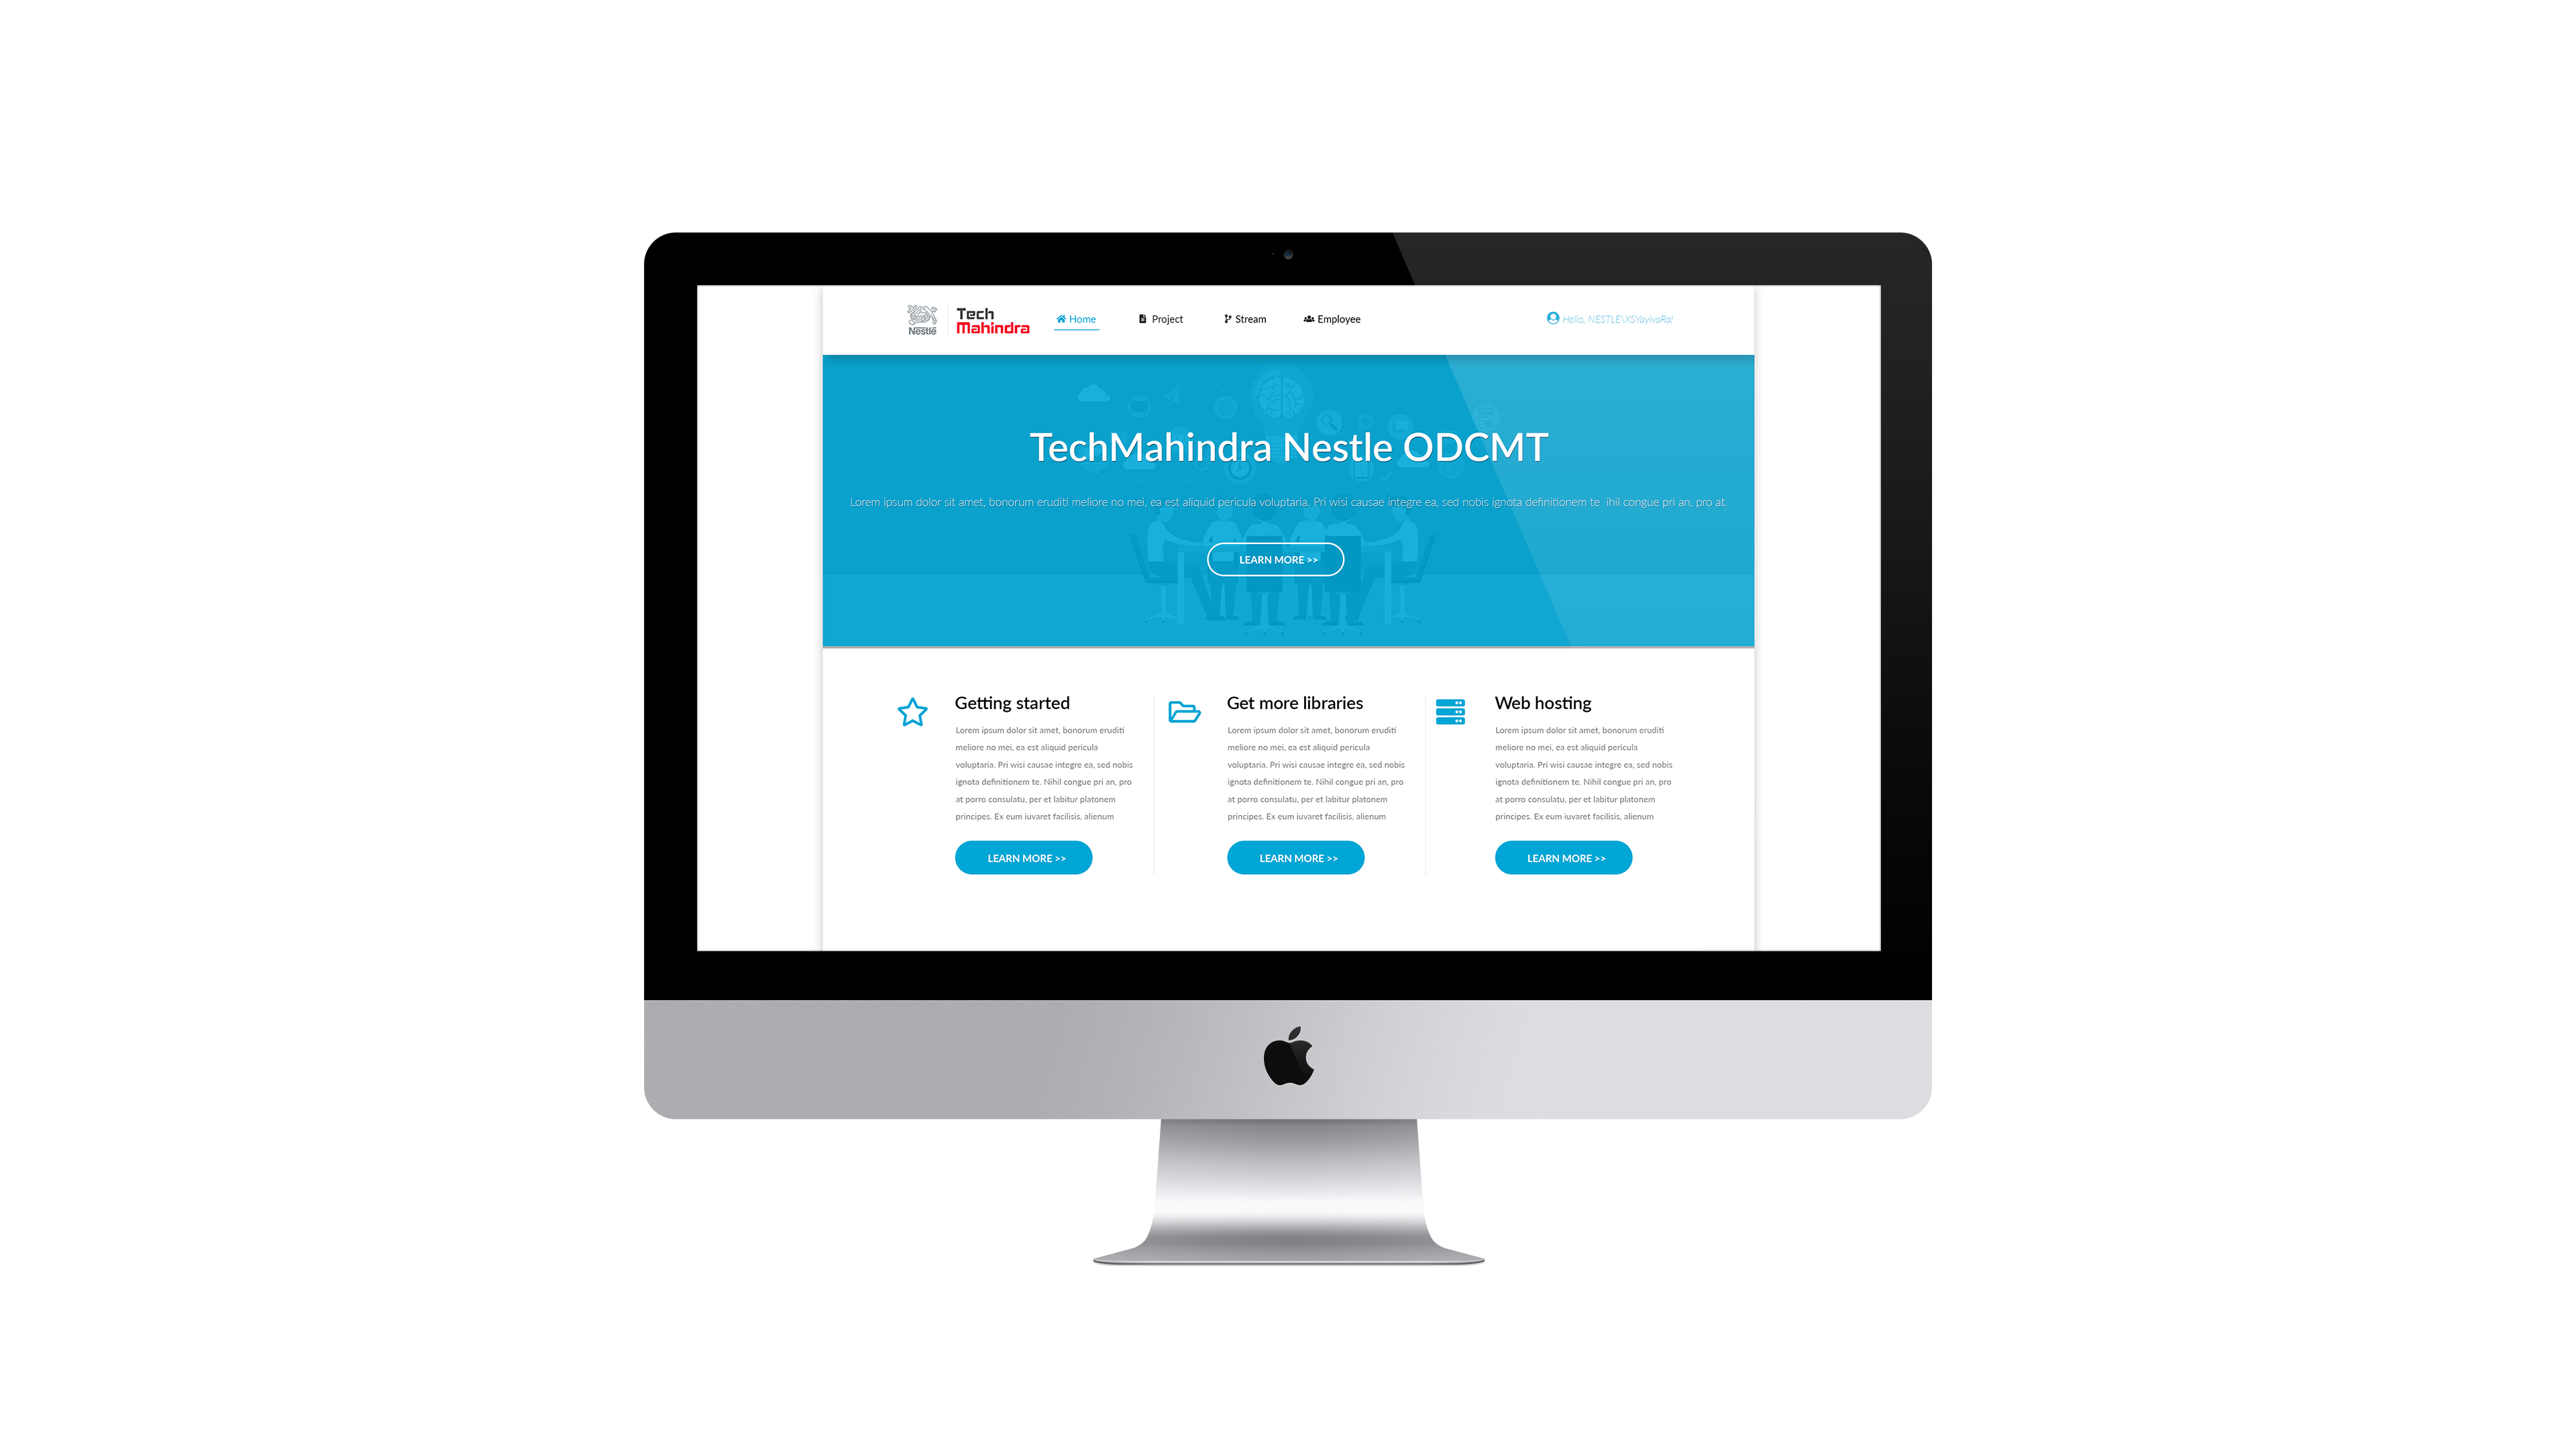 Nestlé
Tech
Mahindra
Home
Project
Stream
Employee
Hello, NESTLE\XSYayivaRa!
TechMahindra Nestle ODCMT
Lorem ipsum dolor sit amet, bonorum eruditi meliore no mei, ea est aliquid pericula voluptaria. Pri wisi causae integre ea, sed nobis ignota definitionem te ihil congue pri an, pro at.
LEARN MORE >>
Getting started
Lorem ipsum dolor sit amet, bonorum eruditi
meliore no mei, ea est aliquid pericula
voluptaria. Pri wisi causae integre ea, sed nobis
ignota definitionem te. Nihil congue pri an, pro
at porro consulatu, per et labitur platonem
principes. Ex eum iuvaret facilisis, alienum
LEARN MORE >>
Get more libraries
Lorem ipsum dolor sit amet, bonorum eruditi
meliore no mei, ea est aliquid pericula
voluptaria. Pri wisi causae integre ea, sed nobis
ignota definitionem te. Nihil congue pri an, pro
at porro consulatu, per et labitur platonem
principes. Ex eum iuvaret facilisis, alienum
LEARN MORE >>
Web hosting
Lorem ipsum dolor sit amet, bonorum eruditi
meliore no mei, ea est aliquid pericula
voluptaria. Pri wisi causae integre ea, sed nobis
ignota definitionem te. Nihil congue pri an, pro
at porro consulatu, per et labitur platonem
principes. Ex eum iuvaret facilisis, alienum
LEARN MORE >>